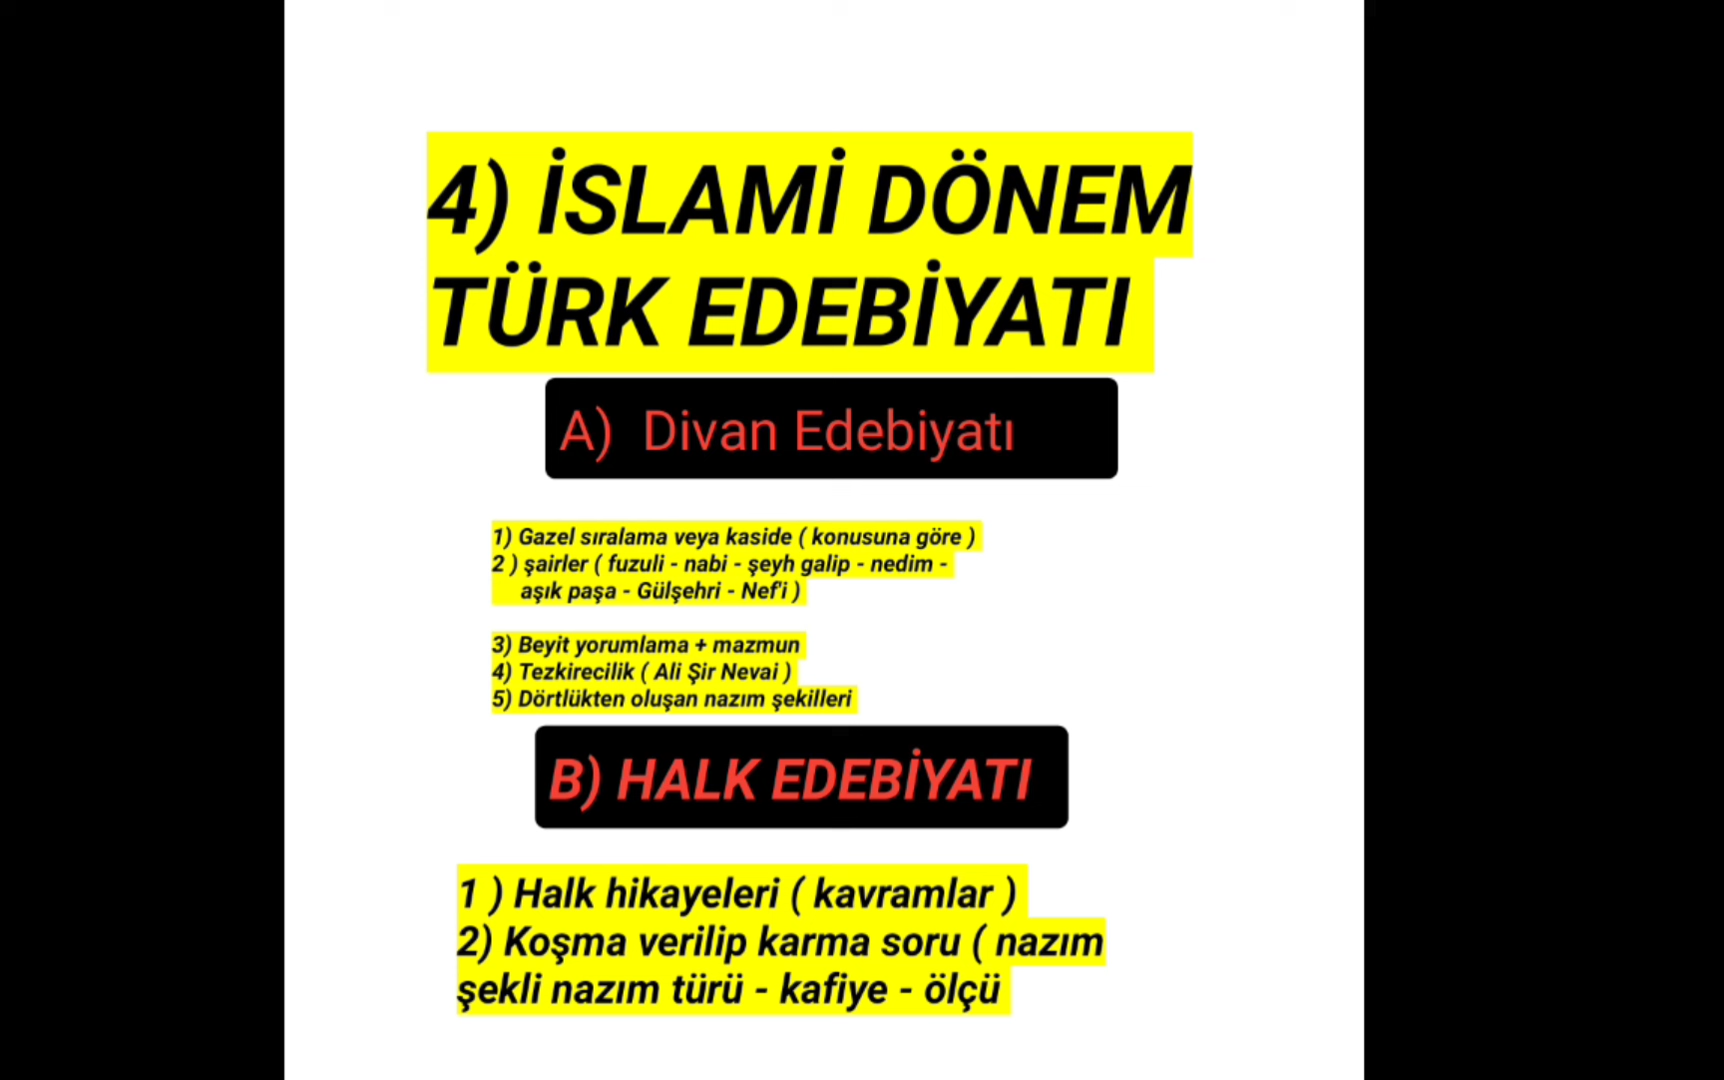 4) İSLAMİ DÖNEM
TÜRK EDEBİYATI
A) Divan Edebiyatı
1) Gazel sıralama veya kaside ( konusuna göre )
2 ) şairler ( fuzuli - nabi - şeyh galip - nedim -
aşık paşa - Gülşehri - Nef'i )
3) Beyit yorumlama + mazmun
4) Tezkirecilik ( Ali Şir Nevai )
5) Dörtlükten oluşan nazım şekilleri
B) HALK EDEBİYATI
1 ) Halk hikayeleri ( kavramlar )
2) Koşma verilip karma soru ( nazım
şekli nazım türü - kafiye - ölçü